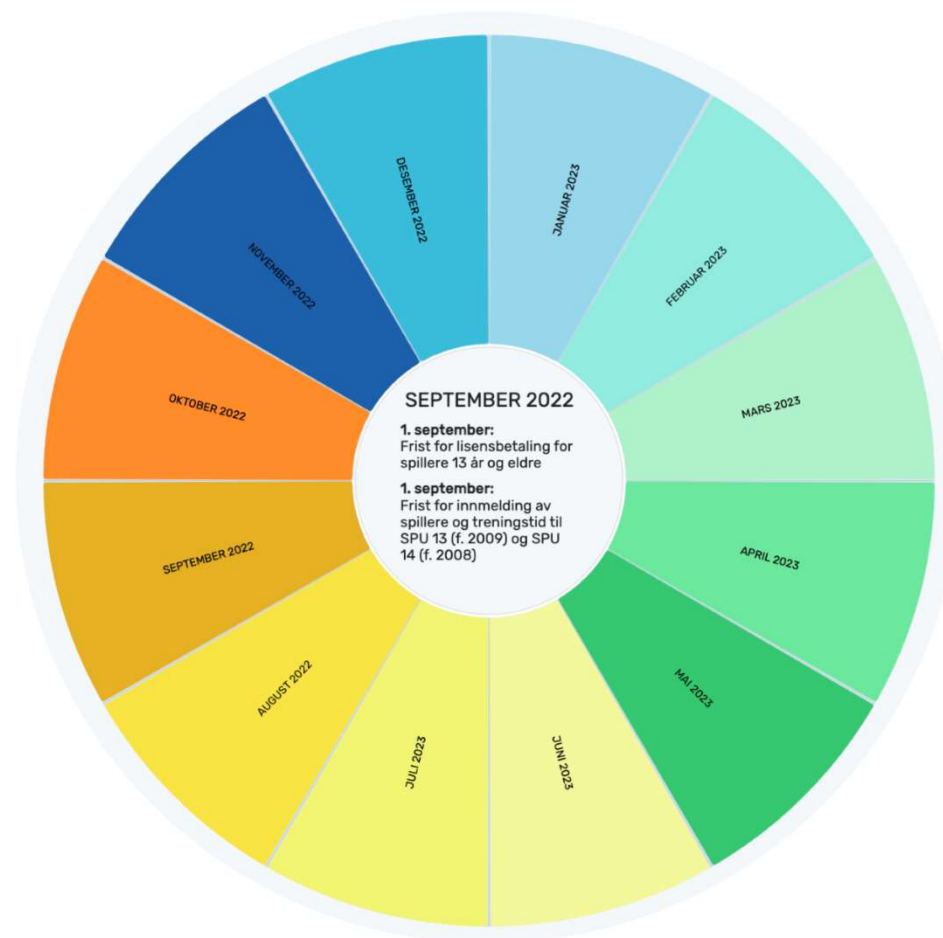 DESEMBER 2022
JANUAR 2023
NOVEMBER 2022
FEBRUAR 2023
OKTOBER 2022
MARS 2023
SEPTEMBER 2022
1. september:
Frist for lisensbetaling for
spillere 13 år og eldre
1. september:
Frist for innmelding av
spillere og treningstid til
SPU 13 (f. 2009) og SPU
14 (f. 2008)
SEPTEMBER 2022
APRIL 2023
AUGUST 2022
MAI 2023
JULI 2023
JUNI 2023